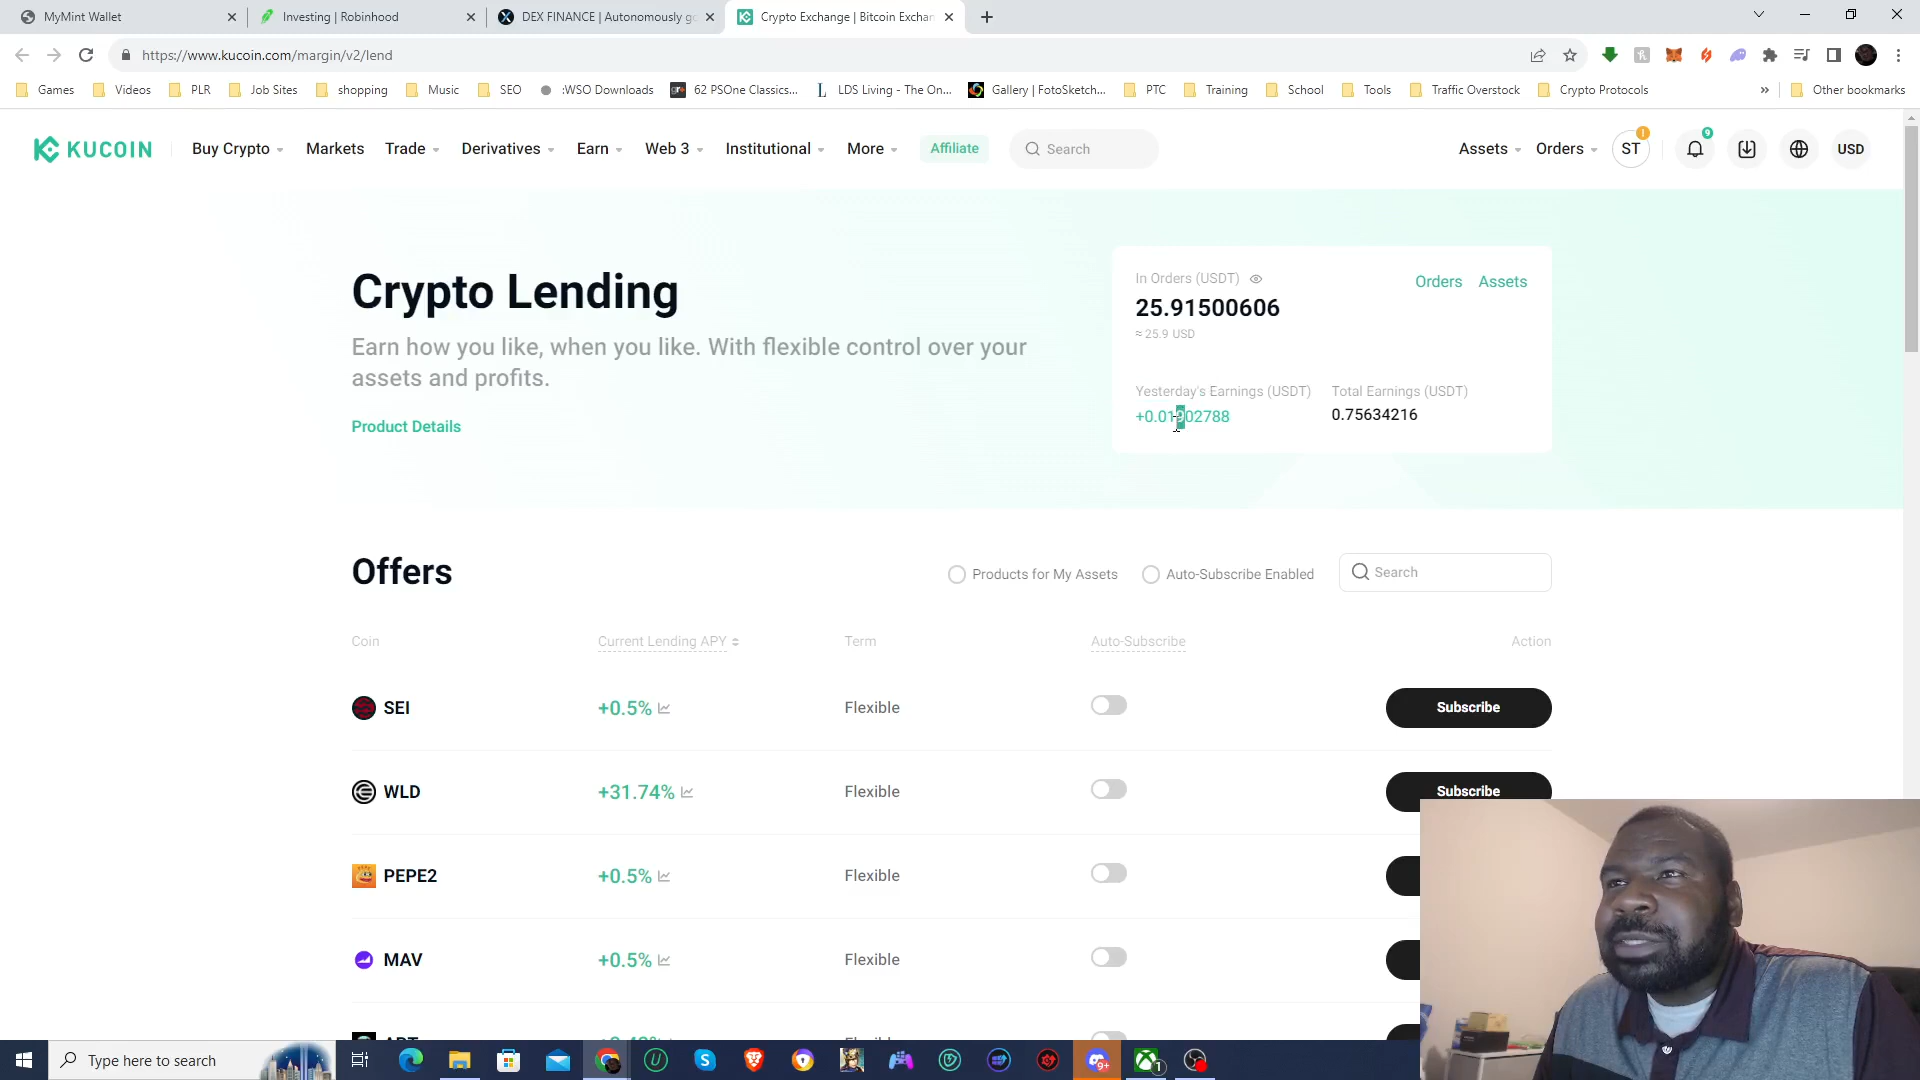 MyMint Wallet
Investing | Robinhood
DEX FINANCE | Autonomously go
Crypto Exchange | Bitcoin Exchan
https://www.kucoin.com/margin/v2/lend
Games
Videos
PLR
Job Sites
shopping
Music
SEO
:WSO Downloads
62 PSOne Classics...
LDS Living - The On...
Gallery | FotoSketch...
PTC
Training
School
Tools
Traffic Overstock
Crypto Protocols
»
Other bookmarks
KUCOIN
Buy Crypto
Markets
Trade
Derivatives
Earn
Web 3
Institutional
More
Affiliate
Search
Assets
Orders
ST
9
USD
Crypto Lending
Earn how you like, when you like. With flexible control over your
assets and profits.
Product Details
In Orders (USDT)
Orders
Assets
25.91500606
≈ 25.9 USD
Yesterday's Earnings (USDT)
Total Earnings (USDT)
0.75634216
Offers
Products for My Assets
Auto-Subscribe Enabled
Search
Coin
Current Lending APY
Term
Auto-Subscribe
Action
SEI
+0.5%
Flexible
Subscribe
WLD
+31.74%
Flexible
Subscribe
PEPE2
+0.5%
Flexible
MAV
+0.5%
Flexible
Type here to search
9+
1